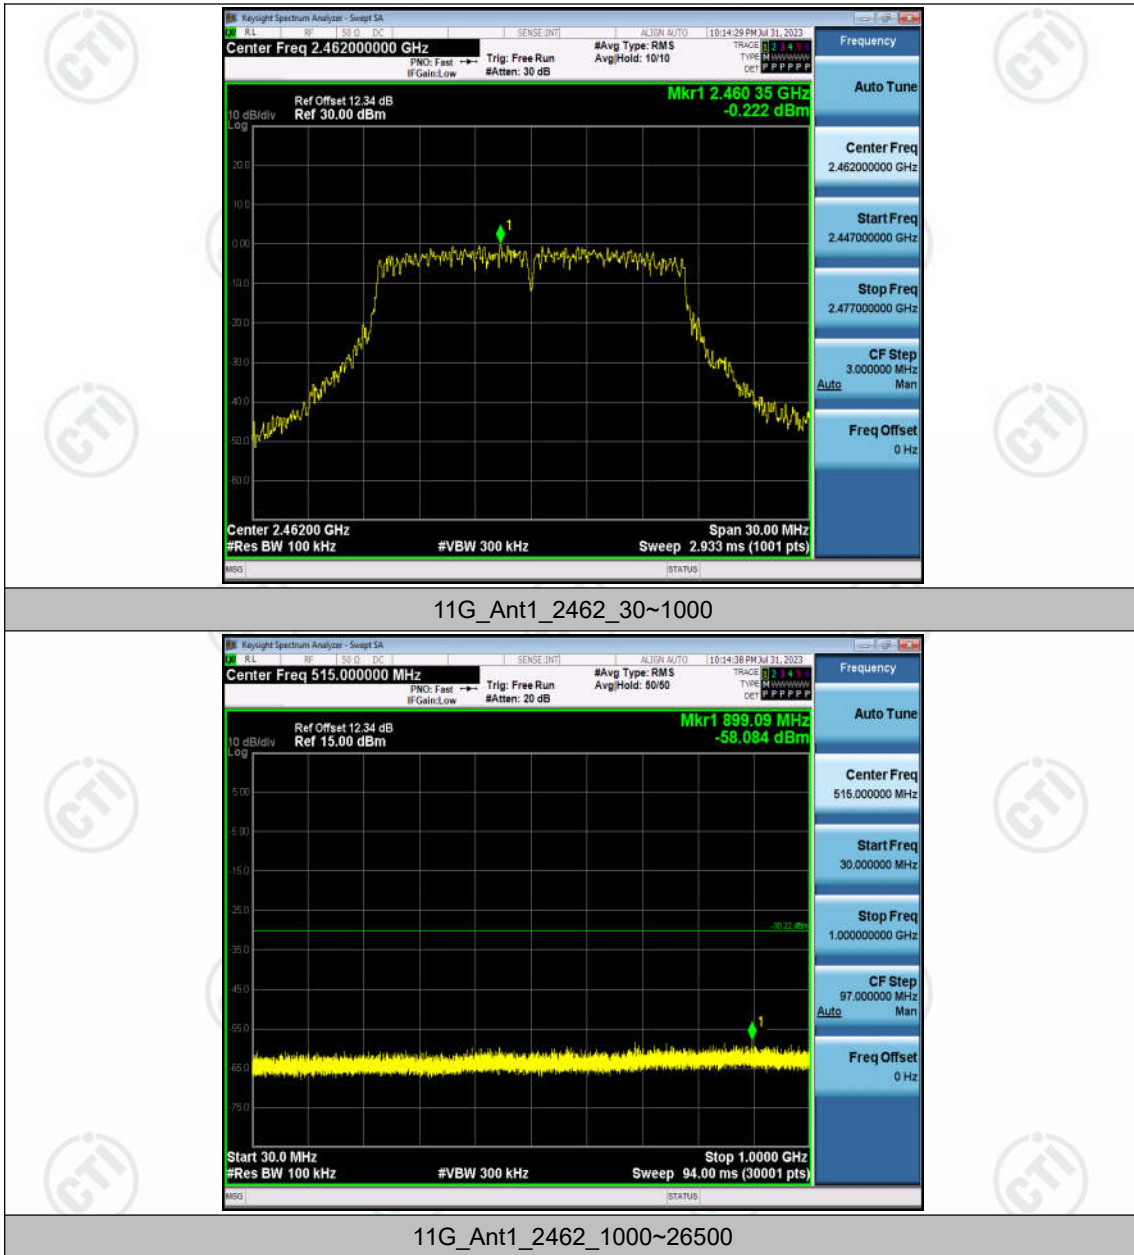 Keysight Spectrum Analyzer - Swept SA
RL RF 50 Ω DC SENSE:INT ALIGN AUTO 10:14:29 PM Jul 31, 2023
Center Freq 2.462000000 GHz #Avg Type: RMS TRACE 1 2 3 4 5 6
PNO: Fast Trig: Free Run Avg|Hold: 10/10 TYPE M WWWWW
IFGain:Low #Atten: 30 dB DET P P P P P P
Frequency
Auto Tune
Mkr1 2.460 35 GHz
-0.222 dBm
Ref Offset 12.34 dB
10 dB/div Ref 30.00 dBm
Log
20.0
10.0
0.00
-10.0
-20.0
-30.0
-40.0
-50.0
-60.0
1
Center Freq
2.462000000 GHz
Start Freq
2.447000000 GHz
Stop Freq
2.477000000 GHz
CF Step
3.000000 MHz
Auto Man
Freq Offset
0 Hz
Center 2.46200 GHz Span 30.00 MHz
#Res BW 100 kHz #VBW 300 kHz Sweep 2.933 ms (1001 pts)
MSG STATUS
11G_Ant1_2462_30~1000
Keysight Spectrum Analyzer - Swept SA
RL RF 50 Ω DC SENSE:INT ALIGN AUTO 10:14:38 PM Jul 31, 2023
Center Freq 515.000000 MHz #Avg Type: RMS TRACE 1 2 3 4 5 6
PNO: Fast Trig: Free Run Avg|Hold: 50/50 TYPE M WWWWW
IFGain:Low #Atten: 20 dB DET P P P P P P
Frequency
Auto Tune
Mkr1 899.09 MHz
-58.084 dBm
Ref Offset 12.34 dB
10 dB/div Ref 15.00 dBm
Log
5.00
-5.00
-15.0
-25.0
-35.0
-45.0
-55.0
-65.0
-75.0
-30.22 dBm
1
Center Freq
515.000000 MHz
Start Freq
30.000000 MHz
Stop Freq
1.000000000 GHz
CF Step
97.000000 MHz
Auto Man
Freq Offset
0 Hz
Start 30.0 MHz Stop 1.0000 GHz
#Res BW 100 kHz #VBW 300 kHz Sweep 94.00 ms (30001 pts)
MSG STATUS
11G_Ant1_2462_1000~26500
CTI
CTI
CTI
CTI
CTI
CTI
CTI
CTI